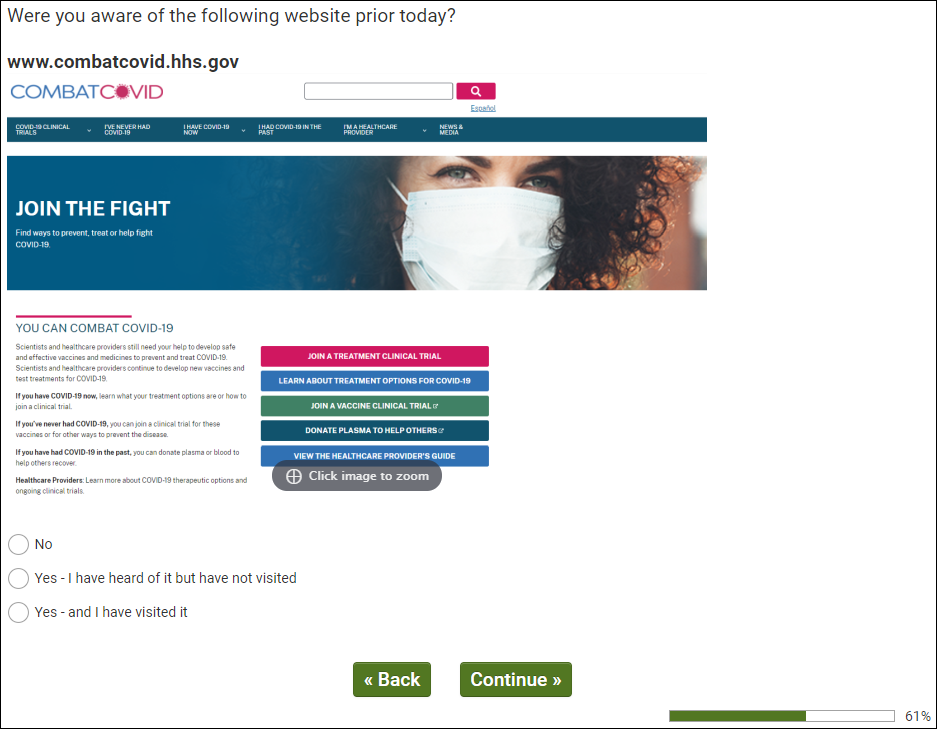 Were you aware of the following website prior today?
www.combatcovid.hhs.gov
COMBATCOVID
Español
COVID-19 CLINICAL
TRIALS
I'VE NEVER HAD
COVID-19
I HAVE COVID-19
NOW
I HAD COVID-19 IN THE
PAST
I'M A HEALTHCARE
PROVIDER
NEWS &
MEDIA
JOIN THE FIGHT
Find ways to prevent, treat or help fight
COVID-19.
YOU CAN COMBAT COVID-19
Scientists and healthcare providers still need your help to develop safe
and effective vaccines and medicines to prevent and treat COVID-19.
Scientists and healthcare providers continue to develop new vaccines and
test treatments for COVID-19.
If you have COVID-19 now, learn what your treatment options are or how to
join a clinical trial.
If you've never had COVID-19, you can join a clinical trial for these
vaccines or for other ways to prevent the disease.
If you have had COVID-19 in the past, you can donate plasma or blood to
help others recover.
Healthcare Providers: Learn more about COVID-19 therapeutic options and
ongoing clinical trials.
JOIN A TREATMENT CLINICAL TRIAL
LEARN ABOUT TREATMENT OPTIONS FOR COVID-19
JOIN A VACCINE CLINICAL TRIAL
DONATE PLASMA TO HELP OTHERS
VIEW THE HEALTHCARE PROVIDER'S GUIDE
Click image to zoom
No
Yes - I have heard of it but have not visited
Yes - and I have visited it
« Back
Continue »
61%